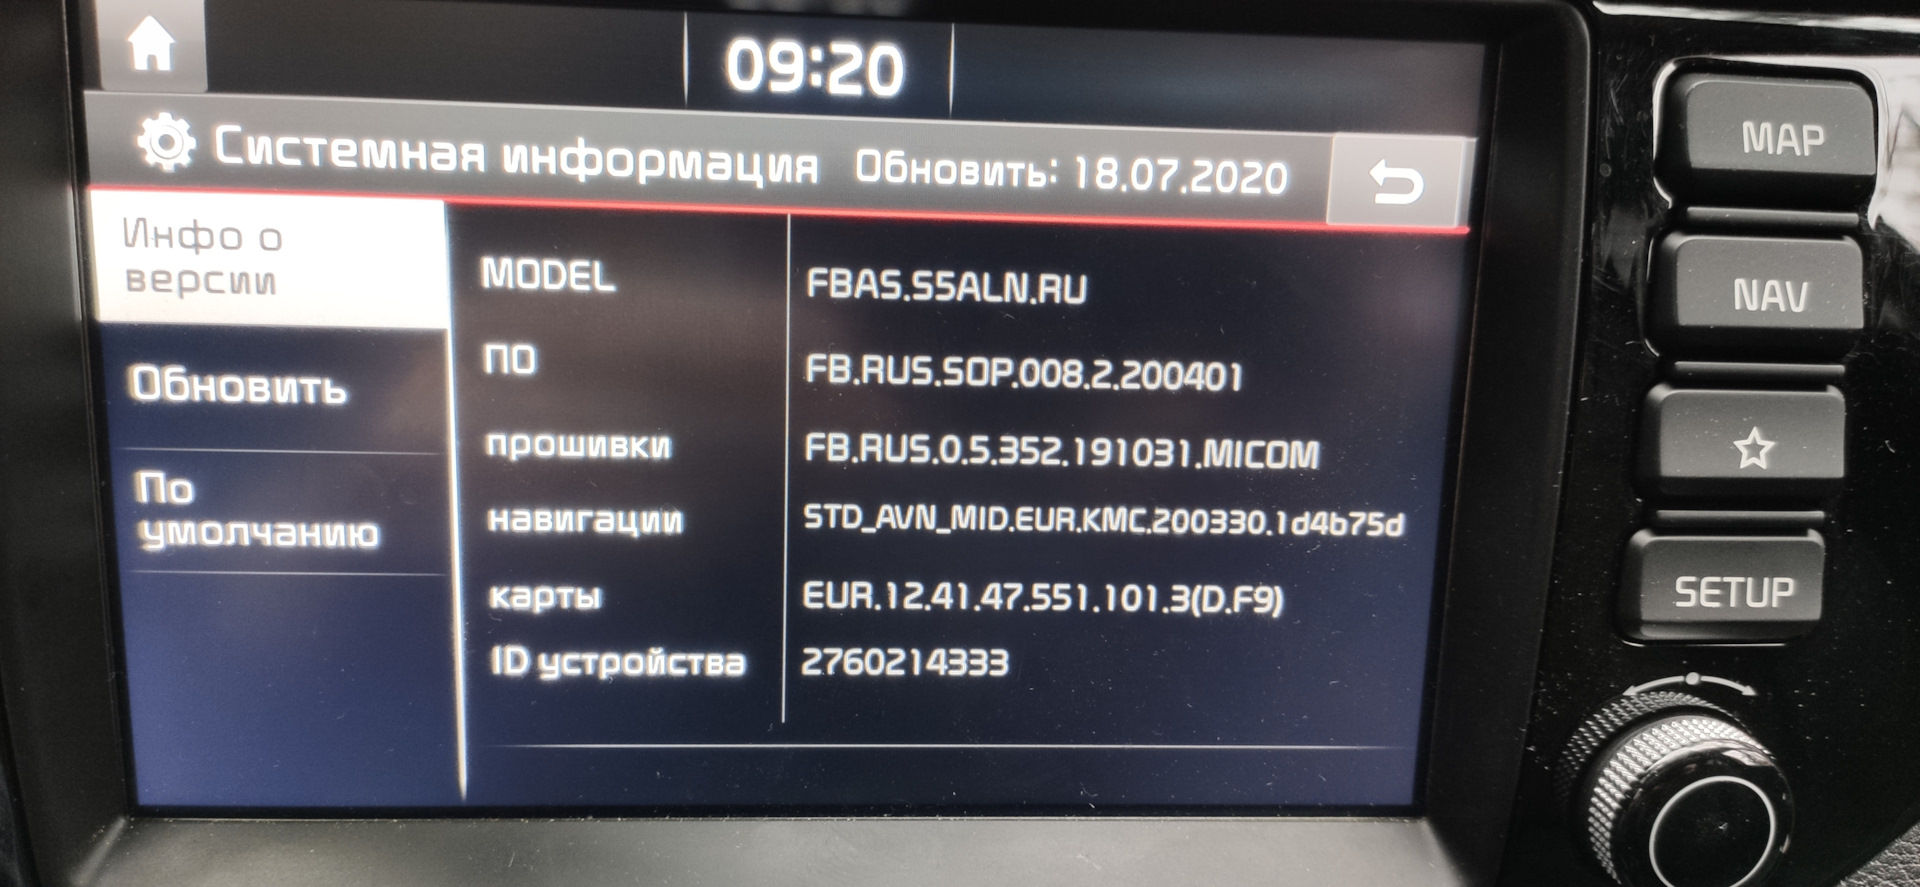 09:20
Системная информация Обновить: 18.07.2020
Инфо о
версии
Обновить
По
умолчанию
MODEL FBAS.S5ALN.RU
ПО FB.RUS.SOP.008.2.200401
прошивки FB.RUS.0.5.352.191031.MICOM
навигации STD_AVN_MID.EUR.KMC.200330.1d4b75d
карты EUR.12.41.47.551.101.3(D.F9)
ID устройства 2760214333
MAP
NAV
SETUP